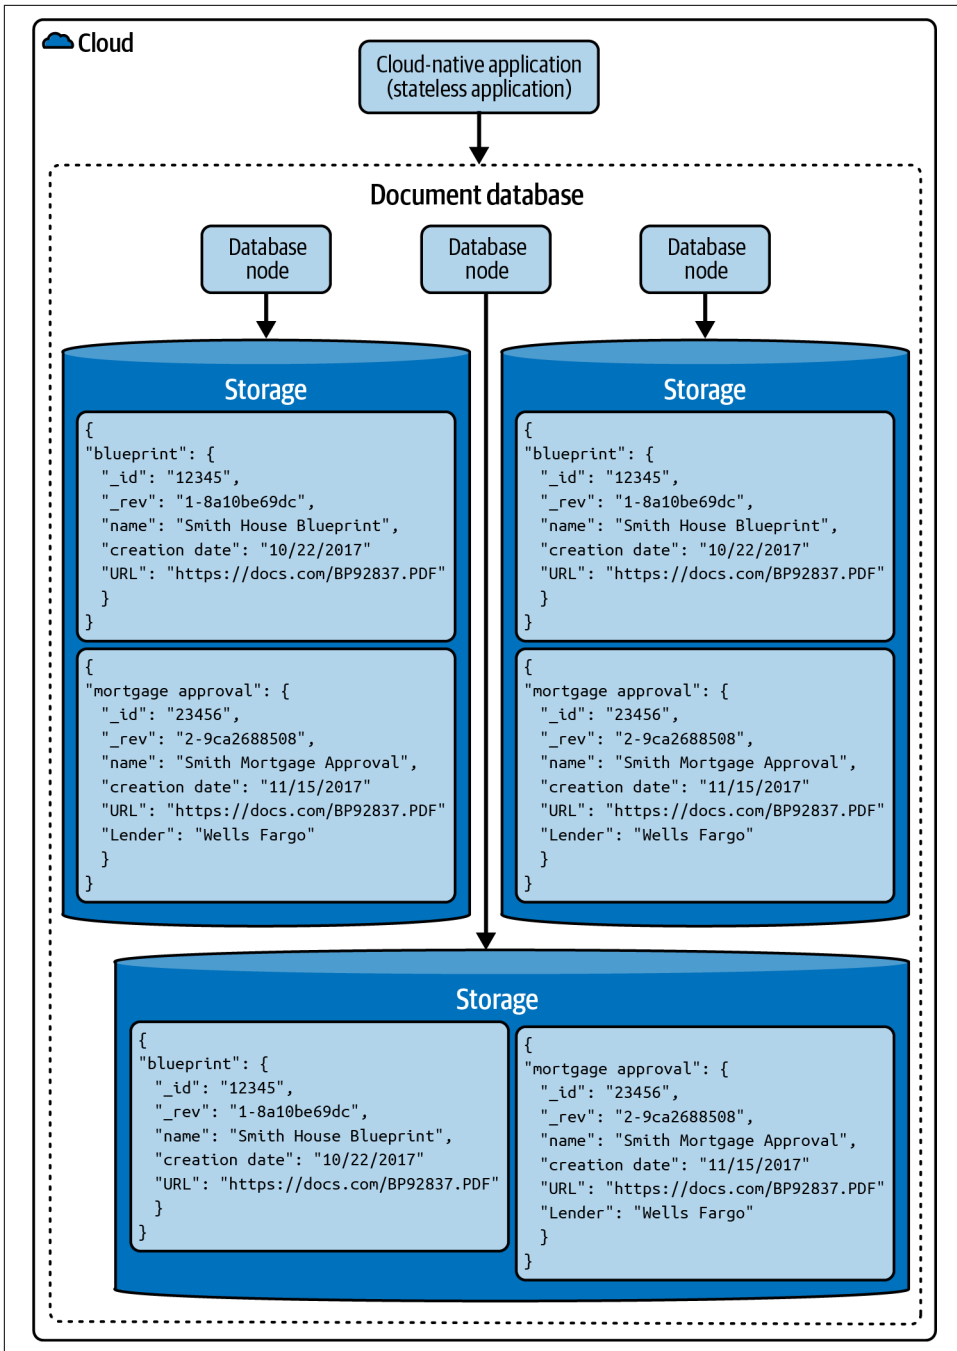 Cloud
Cloud-native application
(stateless application)
Document database
Database
node
Database
node
Database
node
Storage
{
"blueprint": {
"_id": "12345",
"_rev": "1-8a10be69dc",
"name": "Smith House Blueprint",
"creation date": "10/22/2017"
"URL": "https://docs.com/BP92837.PDF"
}
}
{
"mortgage approval": {
"_id": "23456",
"_rev": "2-9ca2688508",
"name": "Smith Mortgage Approval",
"creation date": "11/15/2017"
"URL": "https://docs.com/BP92837.PDF"
"Lender": "Wells Fargo"
}
}
Storage
{
"blueprint": {
"_id": "12345",
"_rev": "1-8a10be69dc",
"name": "Smith House Blueprint",
"creation date": "10/22/2017"
"URL": "https://docs.com/BP92837.PDF"
}
}
{
"mortgage approval": {
"_id": "23456",
"_rev": "2-9ca2688508",
"name": "Smith Mortgage Approval",
"creation date": "11/15/2017"
"URL": "https://docs.com/BP92837.PDF"
"Lender": "Wells Fargo"
}
}
Storage
{
"blueprint": {
"_id": "12345",
"_rev": "1-8a10be69dc",
"name": "Smith House Blueprint",
"creation date": "10/22/2017"
"URL": "https://docs.com/BP92837.PDF"
}
}
{
"mortgage approval": {
"_id": "23456",
"_rev": "2-9ca2688508",
"name": "Smith Mortgage Approval",
"creation date": "11/15/2017"
"URL": "https://docs.com/BP92837.PDF"
"Lender": "Wells Fargo"
}
}